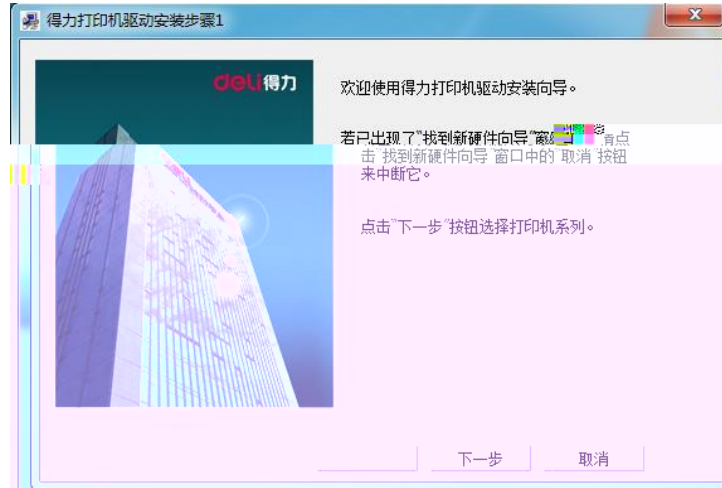 得力打印机驱动安装步骤1
deli得力
欢迎使用得力打印机驱动安装向导。
若已出现了"找到新硬件向导"窗 请点
击"找到新硬件向导"窗口中的"取消"按钮
来中断它。
点击"下一步"按钮选择打印机系列。
下一步
取消